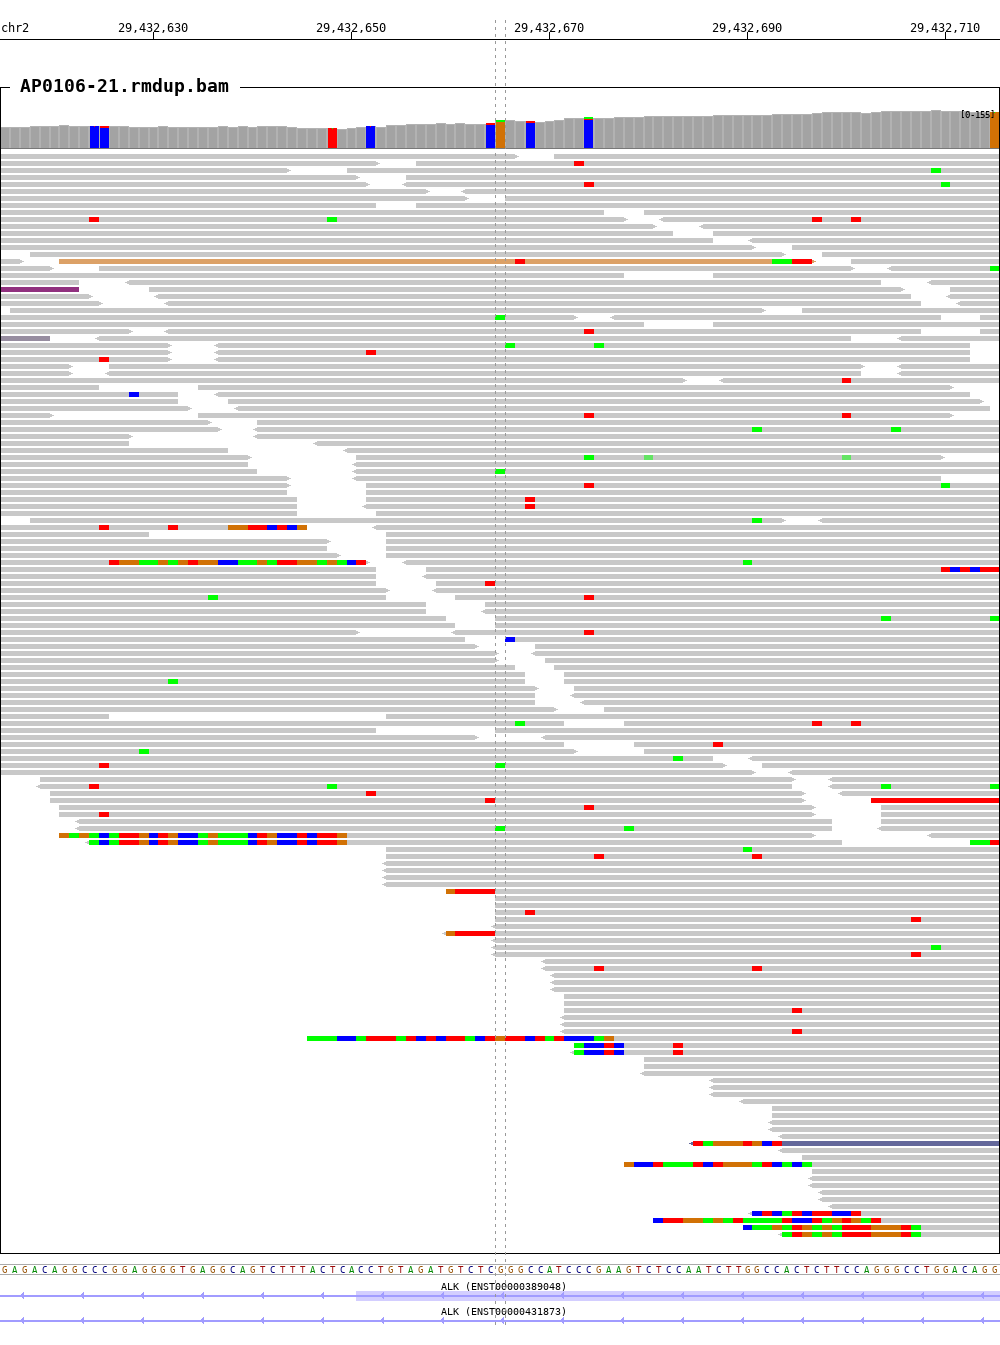 chr2 29,432,630 29,432,650 29,432,670 29,432,690 29,432,710
AP0106-21.rmdup.bam
[0-155]
G A G A C A G G C C C G G A G G G G T G A G G C A G T C T T T A C T C A C C T G T A G A T G T C T C G G G C C A T C C C G A A G T C T C C A A T C T T G G C C A C T C T T C C A G G G C C T G G A C A G G
ALK (ENST00000389048)
ALK (ENST00000431873)